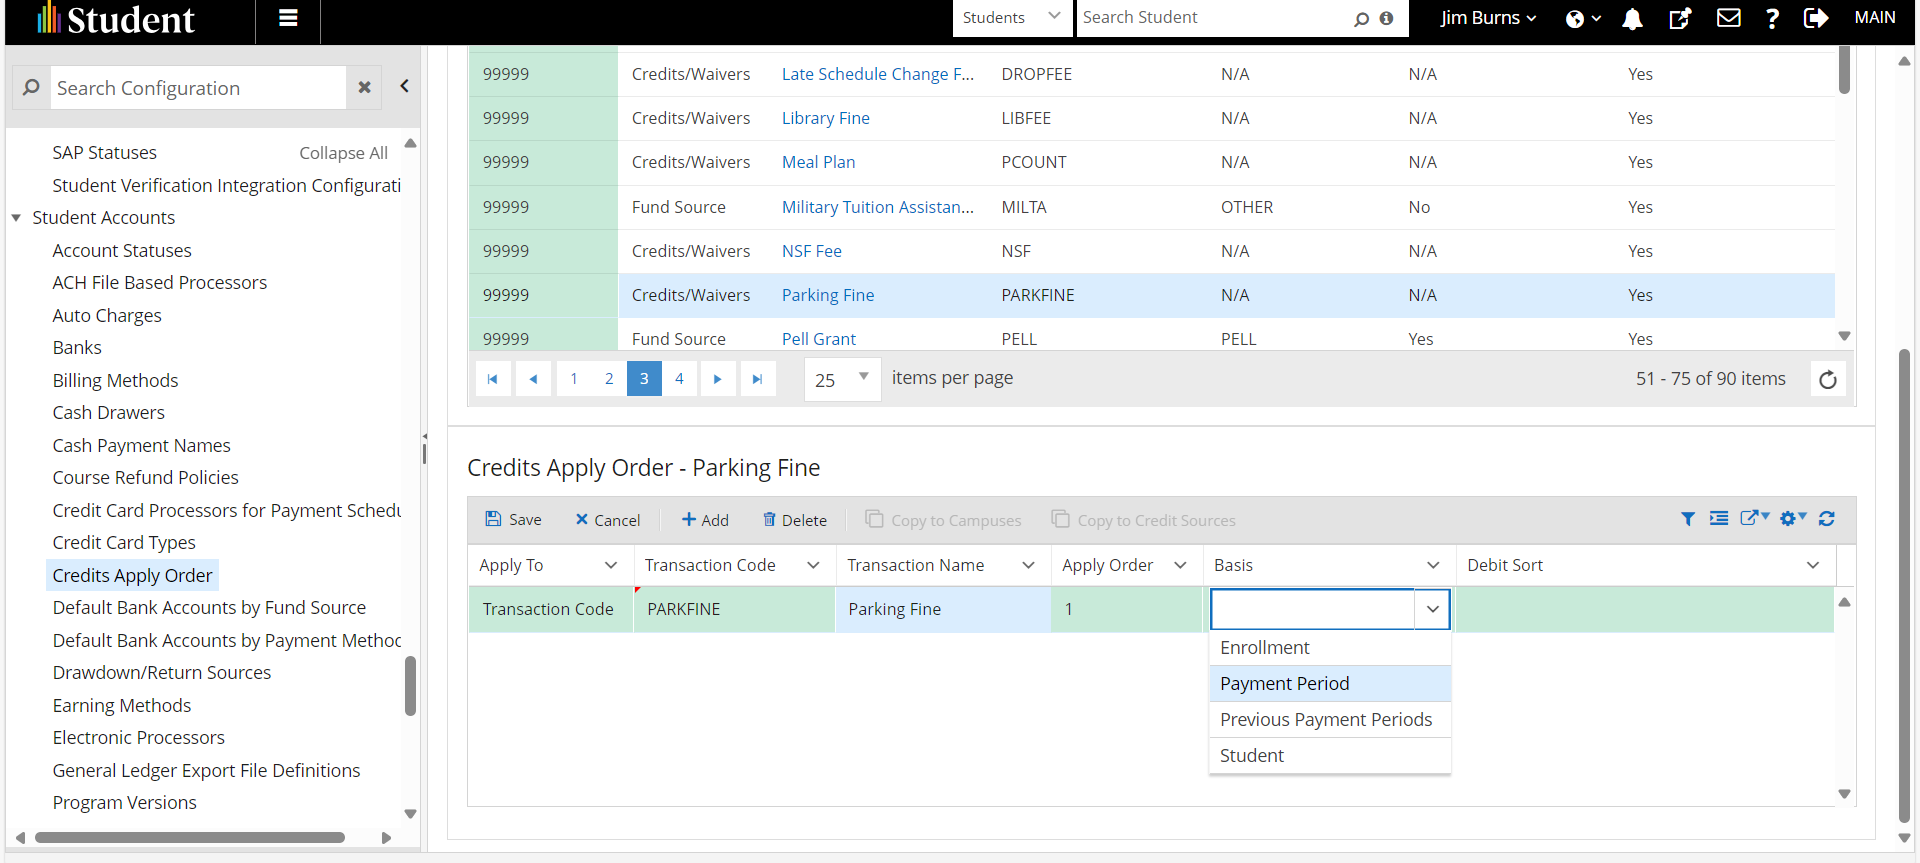 Student
Students
Search Student
Jim Burns
MAIN
Search Configuration
SAP Statuses
Collapse All
Student Verification Integration Configurati
Student Accounts
Account Statuses
ACH File Based Processors
Auto Charges
Banks
Billing Methods
Cash Drawers
Cash Payment Names
Course Refund Policies
Credit Card Processors for Payment Schedu
Credit Card Types
Credits Apply Order
Default Bank Accounts by Fund Source
Default Bank Accounts by Payment Method
Drawdown/Return Sources
Earning Methods
Electronic Processors
General Ledger Export File Definitions
Program Versions
99999 Credits/Waivers Late Schedule Change F... DROPFEE N/A N/A Yes
99999 Credits/Waivers Library Fine LIBFEE N/A N/A Yes
99999 Credits/Waivers Meal Plan PCOUNT N/A N/A Yes
99999 Fund Source Military Tuition Assistan... MILTA OTHER No Yes
99999 Credits/Waivers NSF Fee NSF N/A N/A Yes
99999 Credits/Waivers Parking Fine PARKFINE N/A N/A Yes
99999 Fund Source Pell Grant PELL PELL Yes Yes
1 2 3 4 25 items per page 51 - 75 of 90 items
Credits Apply Order - Parking Fine
Save Cancel Add Delete Copy to Campuses Copy to Credit Sources
Apply To Transaction Code Transaction Name Apply Order Basis Debit Sort
Transaction Code PARKFINE Parking Fine 1
Enrollment
Payment Period
Previous Payment Periods
Student